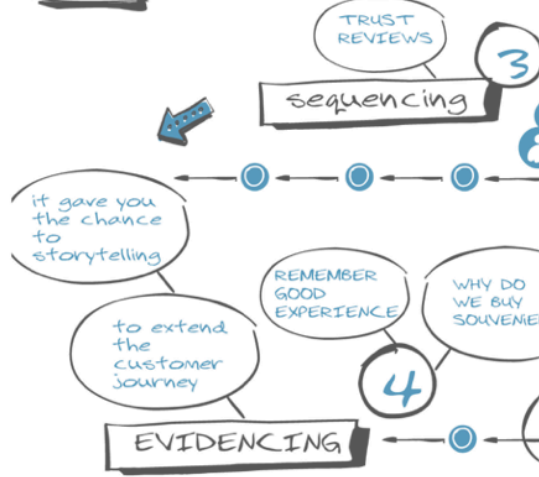 TRUST
REVIEWS
3
sequencing
it gave you
the chance
to
storytelling
REMEMBER
GOOD
EXPERIENCE
WHY DO
WE BUY
to extend
the
customer
journey
4
EVIDENCING